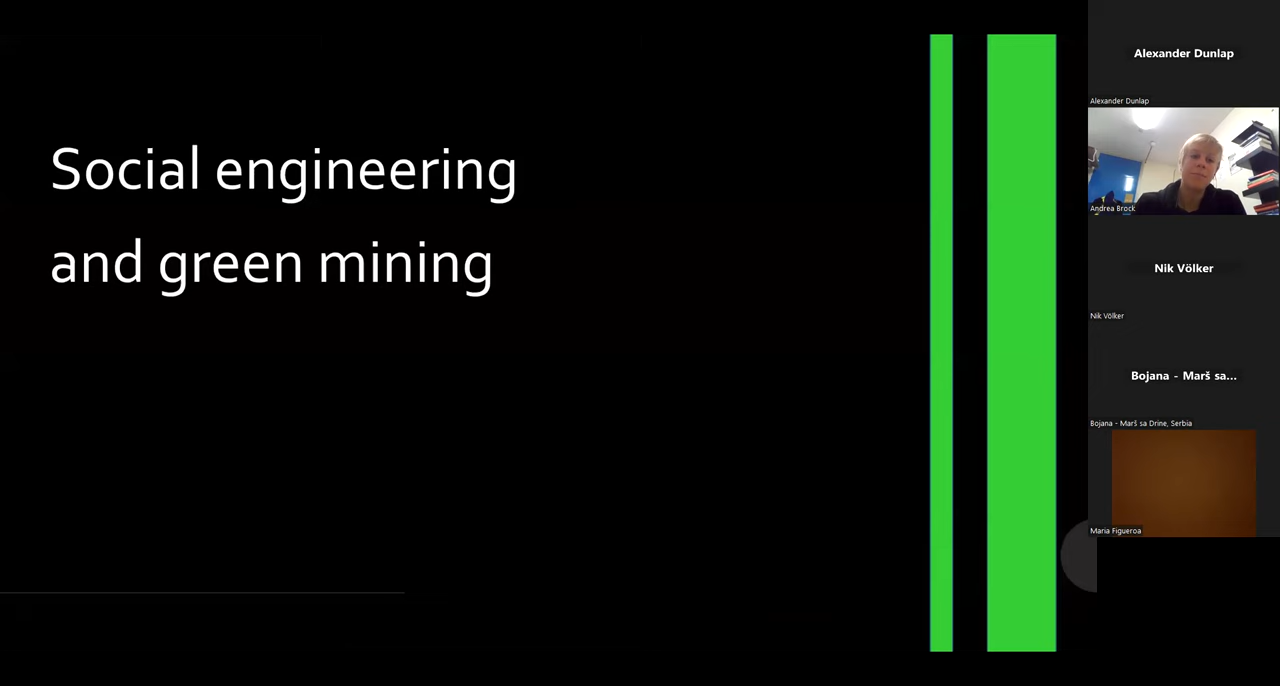 Social engineering
and green mining
Alexander Dunlap
Alexander Dunlap
Andrea Brock
Nik Völker
Nik Völker
Bojana - Marš sa...
Bojana - Marš sa Drine, Serbia
Maria Figueroa